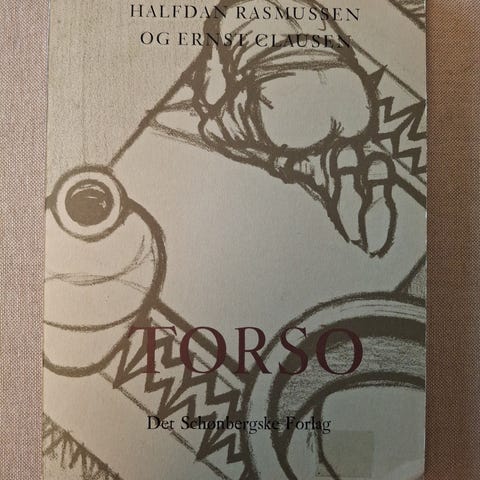 HALFDAN RASMUSSEN
OG ERNST CLAUSEN
TORSO
Det Schønbergske Forlag